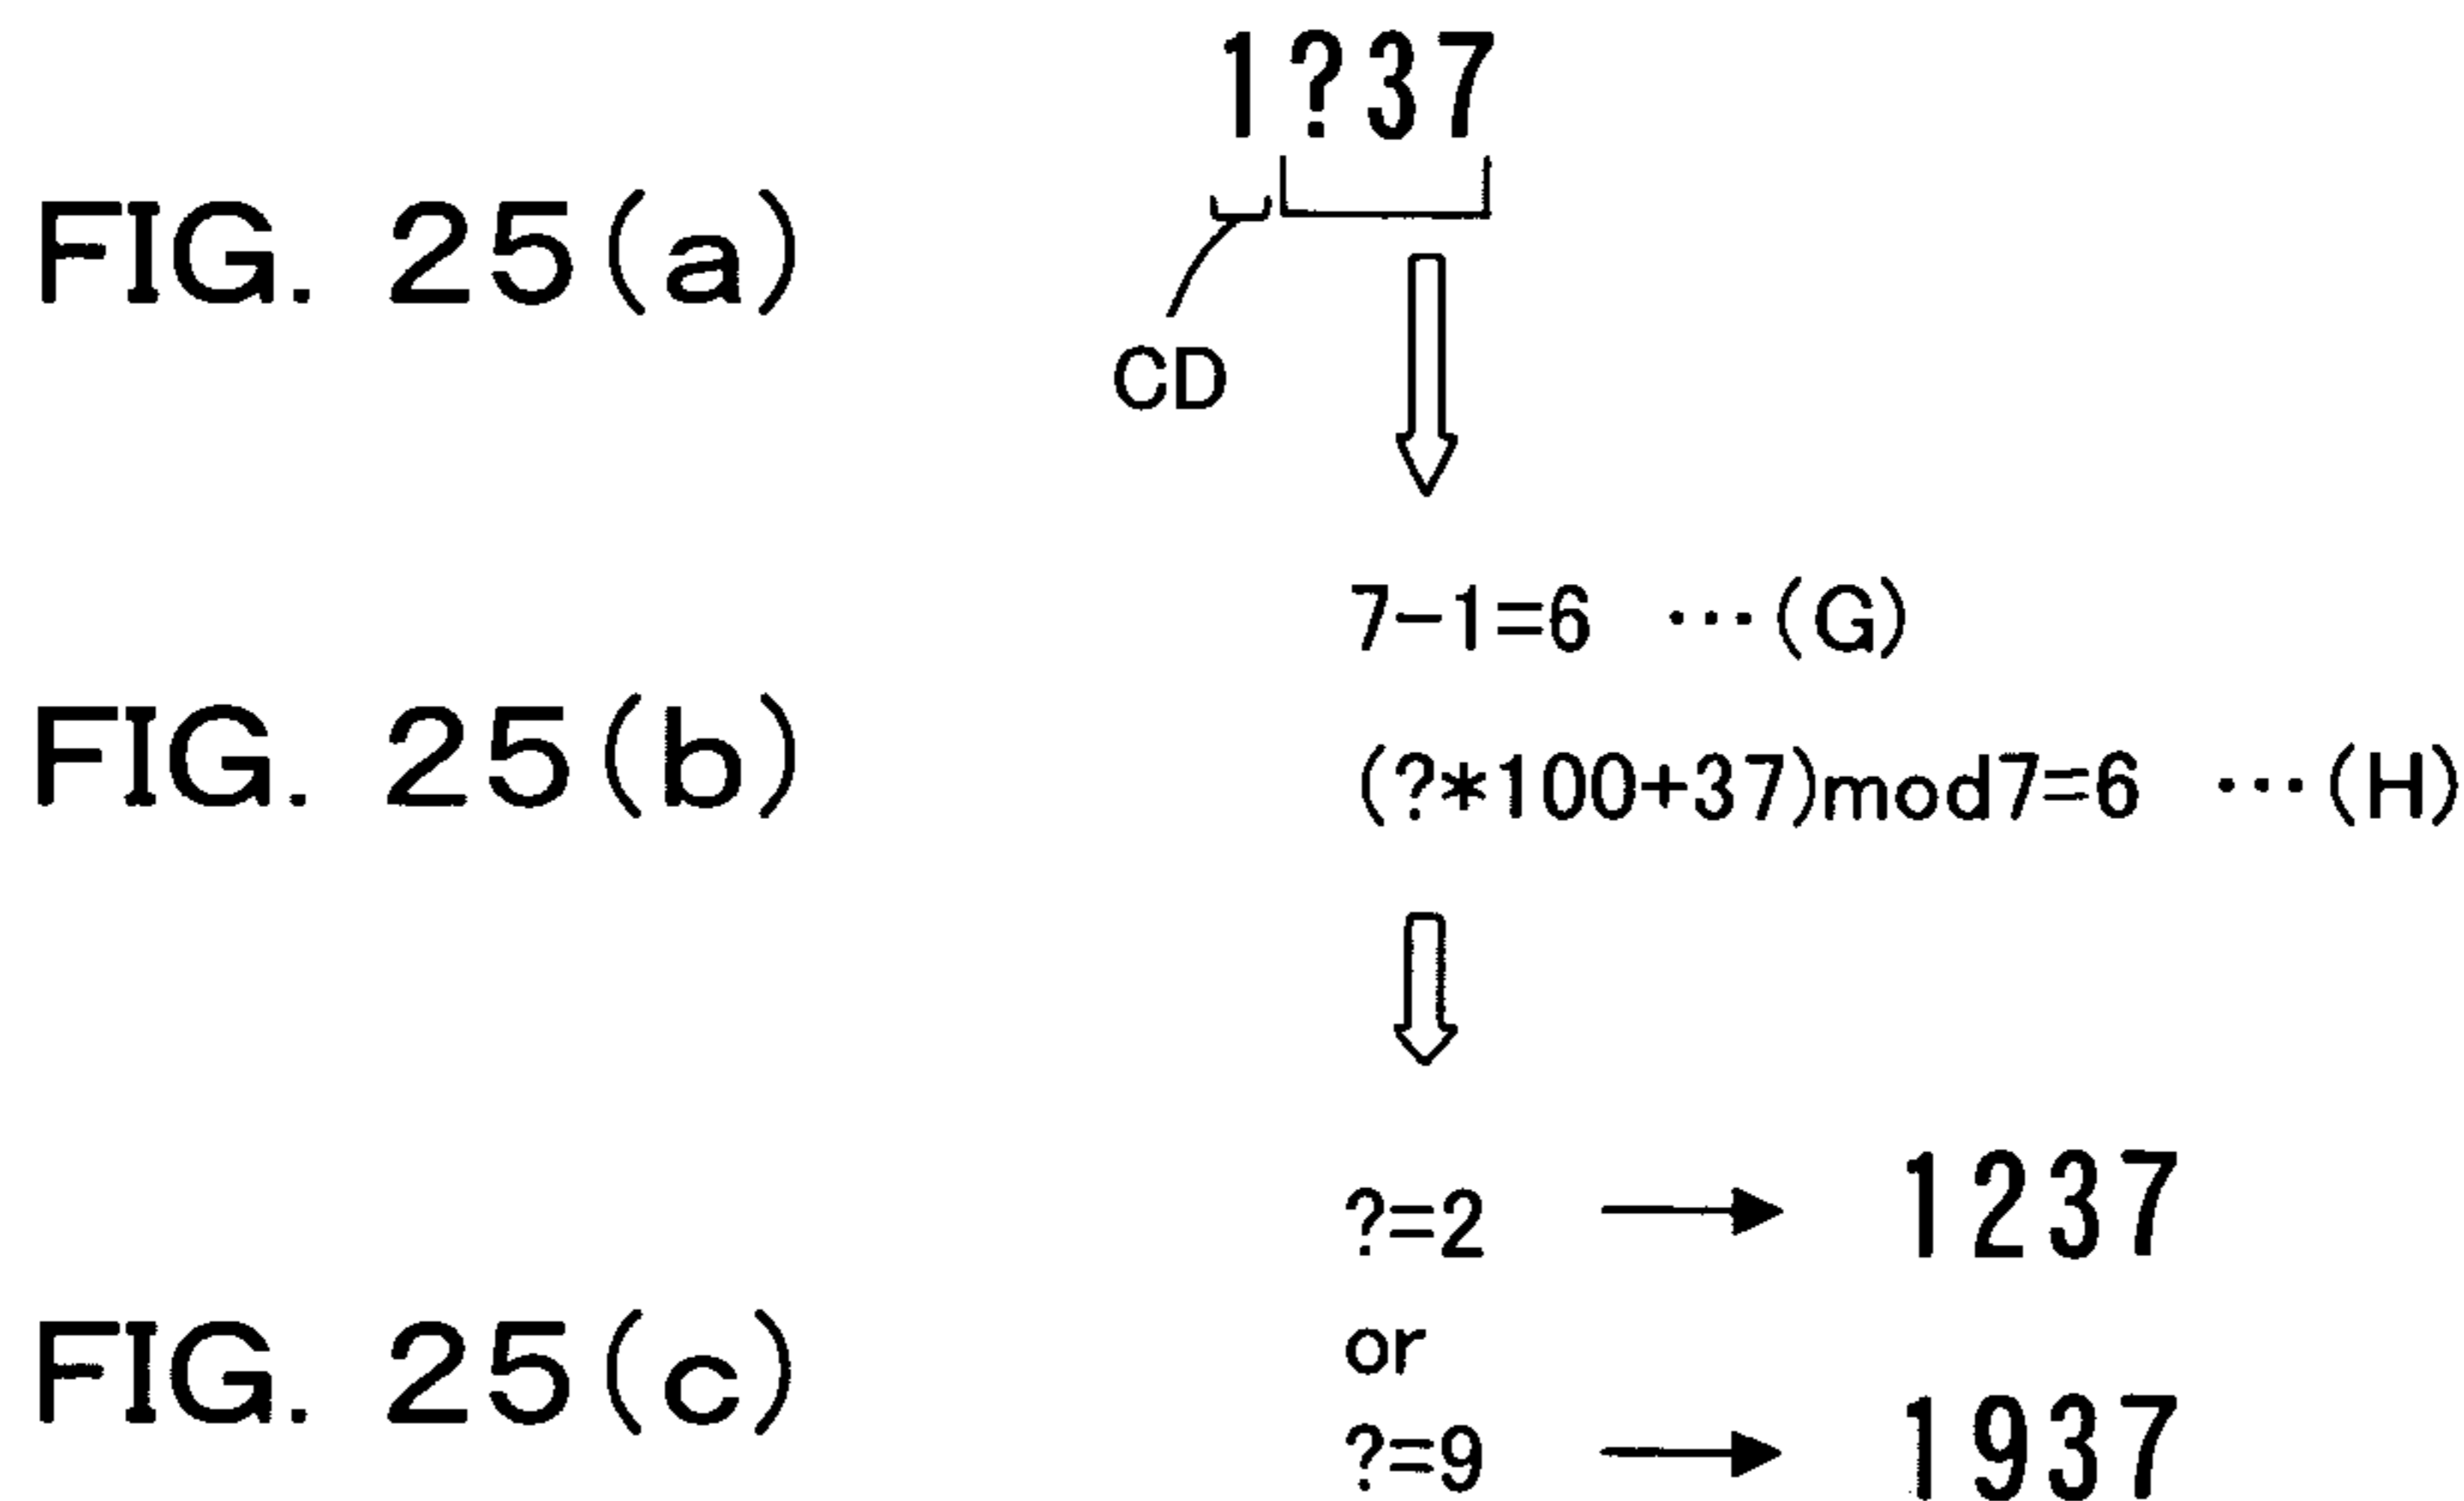 1?37
FIG. 25(a)
CD
7-1=6 ···(G)
FIG. 25(b)
(?*100+37)mod7=6 ···(H)
?=2 → 1237
or
FIG. 25(c)
?=9 → 1937